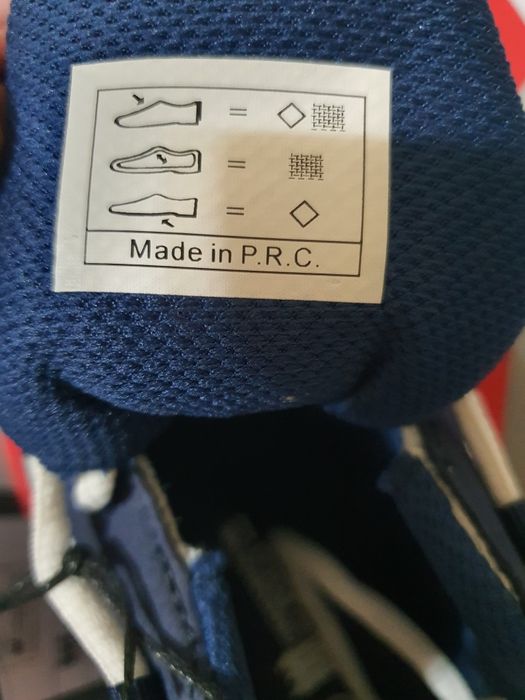 =
=
=
Made in P.R.C.